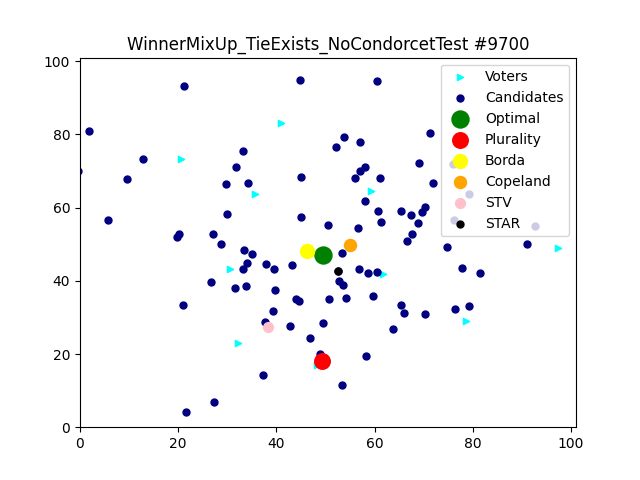 WinnerMixUp_TieExists_NoCondorcetTest #9700
Voters
Candidates
Optimal
Plurality
Borda
Copeland
STV
STAR
100
80
60
40
20
0
0 20 40 60 80 100